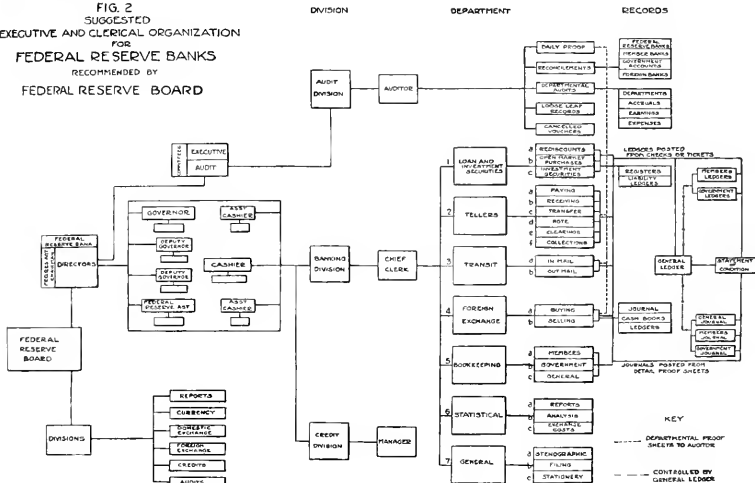 FIG. 2
SUGGESTED
EXECUTIVE AND CLERICAL ORGANIZATION
FOR
FEDERAL RESERVE BANKS
RECOMMENDED BY
FEDERAL RESERVE BOARD
DIVISION
DEPARTMENT
RECORDS
FEDERAL
RESERVE
BOARD
FEDERAL
RESERVE BANK
DIRECTORS
DIVISIONS
REPORTS
CURRENCY
DOMESTIC
EXCHANGE
FOREIGN
EXCHANGE
CREDITS
AUDITS
EXECUTIVE
AUDIT
GOVERNOR
DEPUTY
GOVERNOR
DEPUTY
GOVERNOR
FEDERAL
RESERVE AGT
ASST
CASHIER
CASHIER
ASST
CASHIER
AUDIT
DIVISION
AUDITOR
BANKING
DIVISION
CHIEF
CLERK
CREDIT
DIVISION
MANAGER
DAILY PROOF
RECONCILEMENTS
DEPARTMENTAL
AUDITS
LOOSE LEAF
RECORDS
CANCELLED
VOUCHERS
FEDERAL
RESERVE BANKS
MEMBER BANKS
GOVERNMENT
ACCOUNTS
FOREIGN BANKS
DEPARTMENTS
ACCRUALS
EARNINGS
EXPENSES
1
LOAN AND
INVESTMENT
SECURITIES
a REDISCOUNTS
b OPEN MARKET
PURCHASES
c INVESTMENT
SECURITIES
LEDGERS POSTED
FROM CHECKS OR TICKETS
REGISTERS
LIABILITY
LEDGERS
2
TELLERS
a PAYING
b RECEIVING
c TRANSFER
d NOTE
e CLEARINGS
f COLLECTIONS
3
TRANSIT
a IN MAIL
b OUT MAIL
4
FOREIGN
EXCHANGE
a BUYING
b SELLING
JOURNAL
CASH BOOKS
LEDGERS
5
BOOKKEEPING
a MEMBERS
b GOVERNMENT
c GENERAL
6
STATISTICAL
a REPORTS
b ANALYSIS
c EXCHANGE
COSTS
7
GENERAL
a STENOGRAPHIC
b FILING
c STATIONERY
MEMBERS
LEDGERS
GOVERNMENT
LEDGERS
GENERAL
LEDGER
STATEMENT
OF
CONDITION
GENERAL
JOURNAL
MEMBERS
JOURNAL
GOVERNMENT
JOURNAL
JOURNALS POSTED FROM
DETAIL PROOF SHEETS
KEY
DEPARTMENTAL PROOF
SHEETS TO AUDITOR
CONTROLLED BY
GENERAL LEDGER